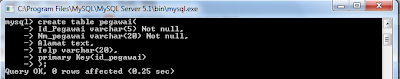 C:\Program Files\MySQL\MySQL Server 5.1\bin\mysql.exe
mysql> create table pegawai(
-> Id_Pegawai varchar(5) Not null,
-> Nm_pegawai varchar(20) Not null,
-> Alamat text,
-> Telp varchar(20),
-> primary Key(id_pegawai)
-> );
Query OK, 0 rows affected (0.25 sec)